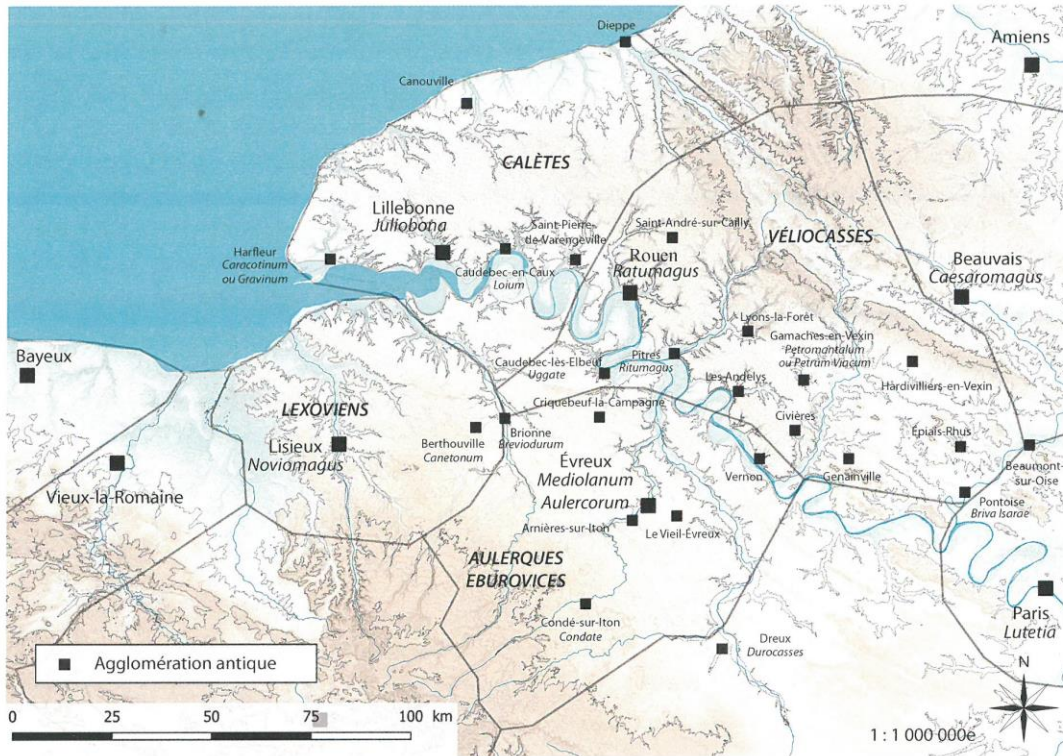 Dieppe
Amiens
Canouville
CALÈTES
Lillebonne
Juliobona
Saint-Pierre-
de-Varengeville
Saint-André-sur-Cailly
VÉLIOCASSES
Harfleur
Caracotinum
ou Gravinum
Caudebec-en-Caux
Loium
Rouen
Ratumagus
Beauvais
Caesaromagus
Lyons-la-Forêt
Gamaches-en-Vexin
Petromantalum
ou Petrum Viacum
Bayeux
Caudebec-lès-Elbeuf
Uggate
Pîtres
Ritumagus
Les Andelys
Hardivilliers-en-Vexin
LEXOVIENS
Criquebeuf-la-Campagne
Lisieux
Noviomagus
Berthouville
Canetonum
Brionne
Breviodurum
Civières
Épiais-Rhus
Évreux
Mediolanum
Aulercorum
Vernon
Genainville
Beaumont-
sur-Oise
Vieux-la-Romaine
Pontoise
Briva Isarae
Arnières-sur-Iton
Le Vieil-Évreux
AULERQUES
EBUROVICES
Condé-sur-Iton
Condate
Paris
Lutetia
Dreux
Durocasses
Agglomération antique
N
0 25 50 75 100 km
1 : 1 000 000e